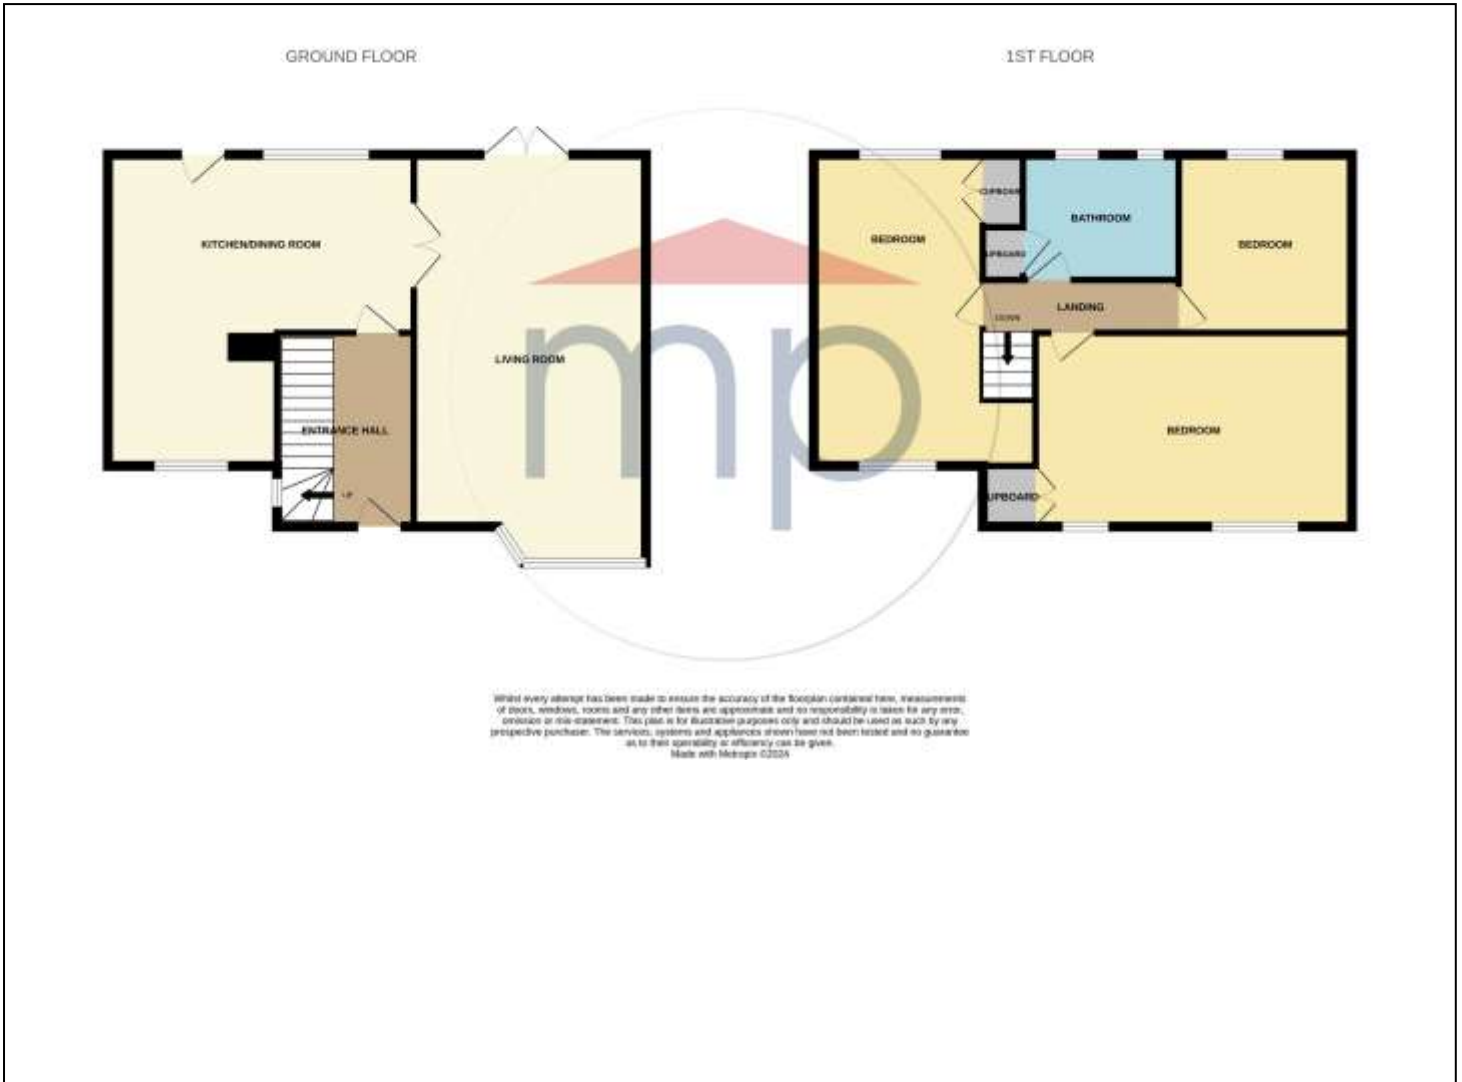 GROUND FLOOR
1ST FLOOR
KITCHEN/DINING ROOM
LIVING ROOM
ENTRANCE HALL
UP
BEDROOM
CUPBOARD
UPBOARD
BATHROOM
BEDROOM
LANDING
DOWN
BEDROOM
UPBOARD
mp
Whilst every attempt has been made to ensure the accuracy of the floorplan contained here, measurements
of doors, windows, rooms and any other items are approximate and no responsibility is taken for any error,
omission or mis-statement. This plan is for illustrative purposes only and should be used as such by any
prospective purchaser. The services, systems and appliances shown have not been tested and no guarantee
as to their operability or efficiency can be given.
Made with Metropix ©2024